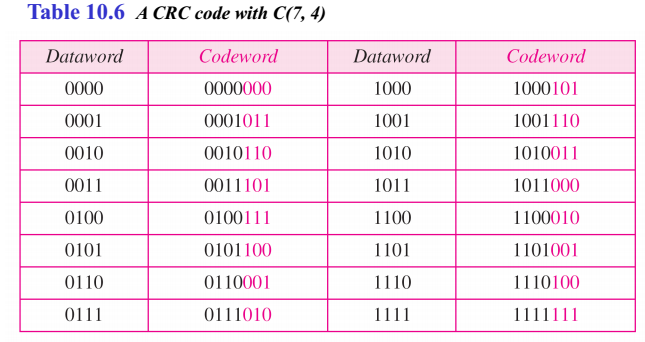 Table 10.6 A CRC code with C(7, 4)
Dataword Codeword Dataword Codeword
0000 0000000 1000 1000101
0001 0001011 1001 1001110
0010 0010110 1010 1010011
0011 0011101 1011 1011000
0100 0100111 1100 1100010
0101 0101100 1101 1101001
0110 0110001 1110 1110100
0111 0111010 1111 1111111